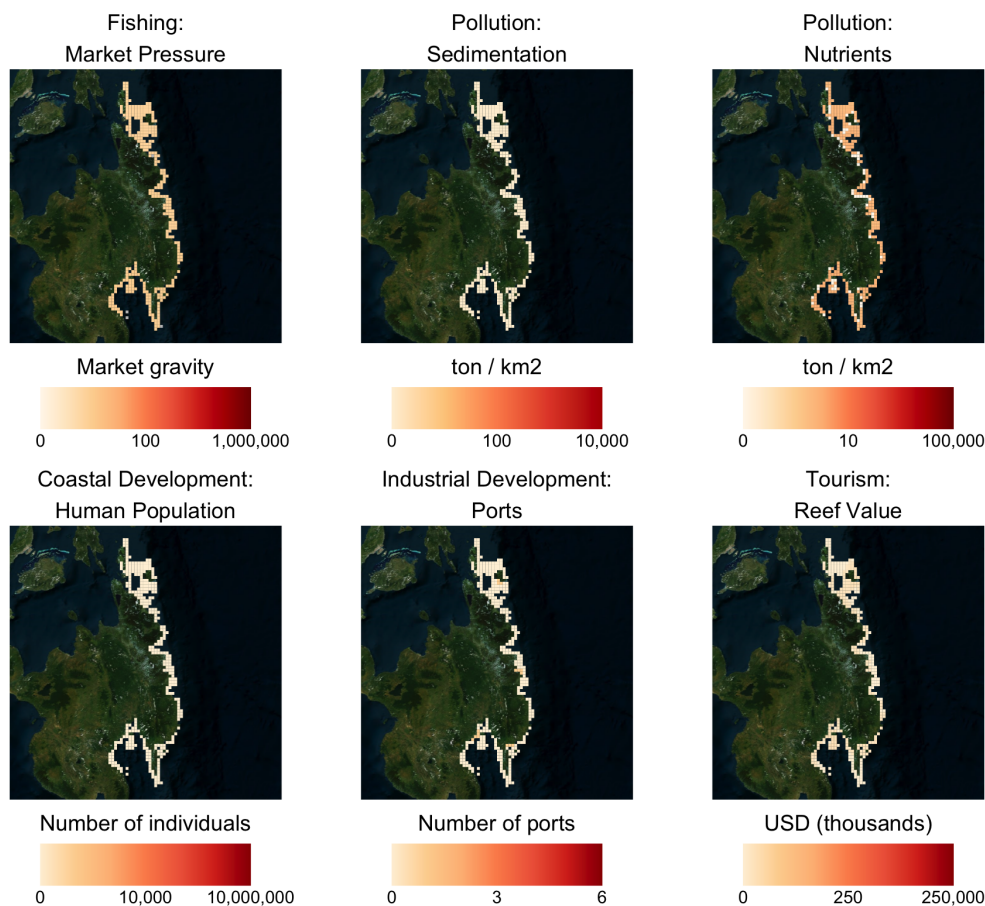 Fishing:
Market Pressure
Pollution:
Sedimentation
Pollution:
Nutrients
Market gravity
0 100 1,000,000
ton / km2
0 100 10,000
ton / km2
0 10 100,000
Coastal Development:
Human Population
Industrial Development:
Ports
Tourism:
Reef Value
Number of individuals
0 10,000 10,000,000
Number of ports
0 3 6
USD (thousands)
0 250 250,000